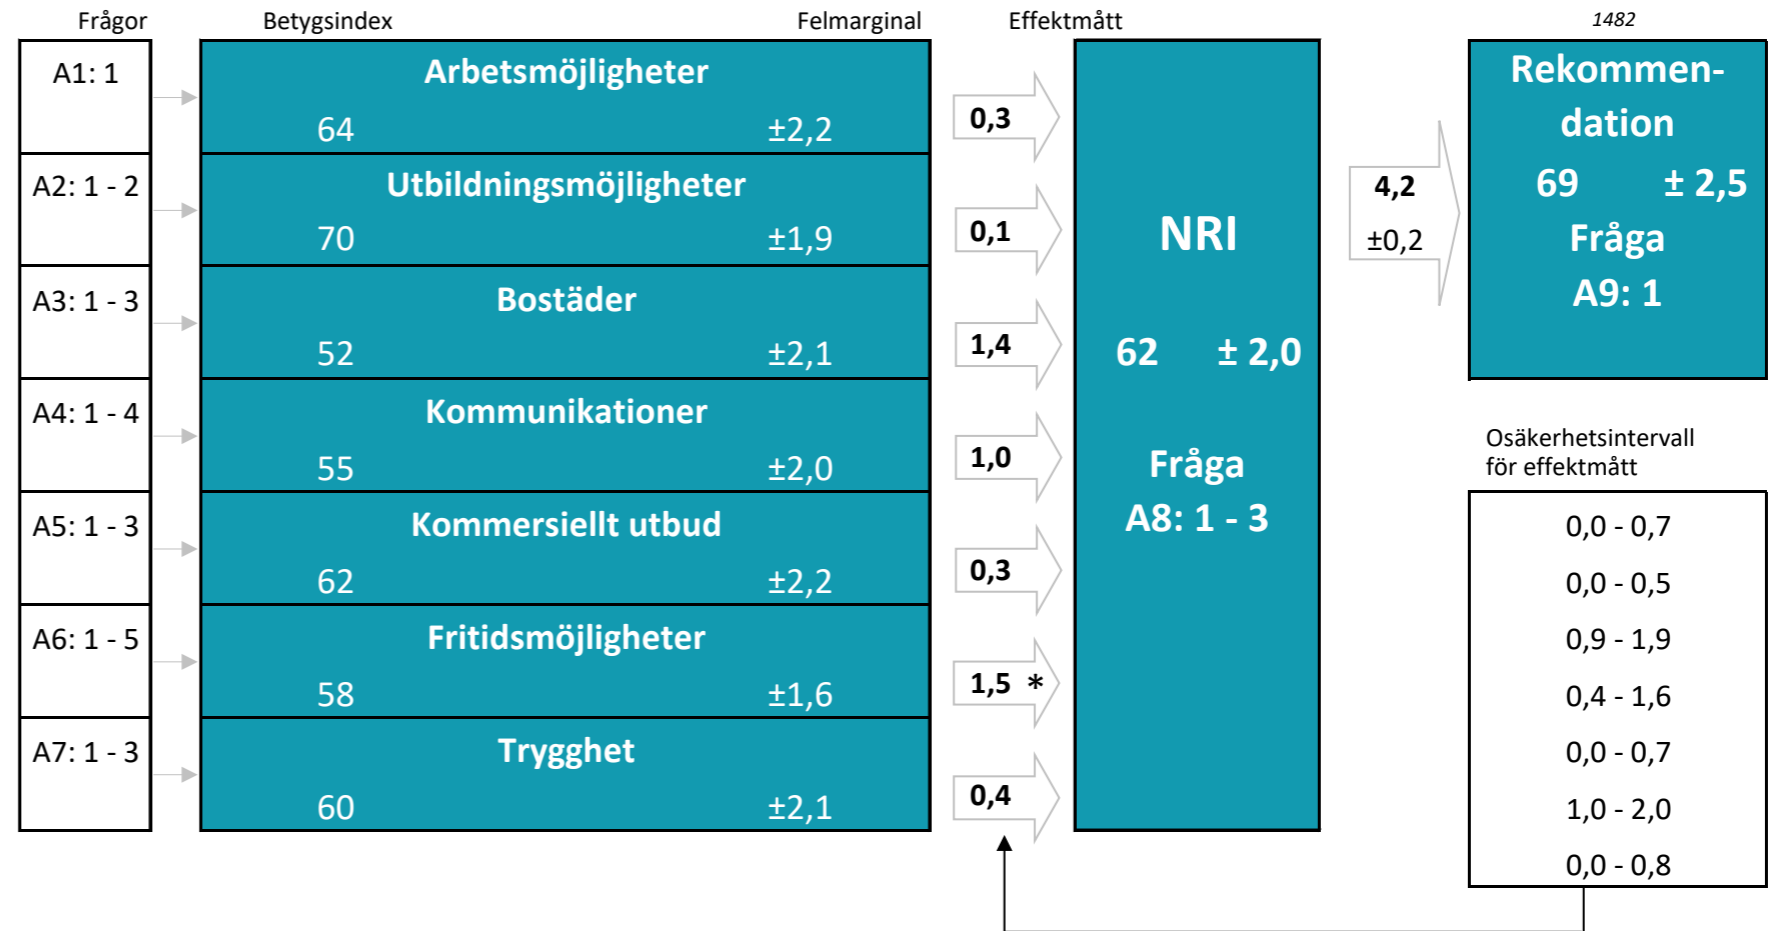 Frågor Betygsindex Felmarginal Effektmått 1482
A1: 1
Arbetsmöjligheter
64 ±2,2
0,3
A2: 1 - 2
Utbildningsmöjligheter
70 ±1,9
0,1
A3: 1 - 3
Bostäder
52 ±2,1
1,4
A4: 1 - 4
Kommunikationer
55 ±2,0
1,0
A5: 1 - 3
Kommersiellt utbud
62 ±2,2
0,3
A6: 1 - 5
Fritidsmöjligheter
58 ±1,6
1,5 *
A7: 1 - 3
Trygghet
60 ±2,1
0,4
NRI
62 ± 2,0
Fråga
A8: 1 - 3
4,2
±0,2
Rekommen-
dation
69 ± 2,5
Fråga
A9: 1
Osäkerhetsintervall
för effektmått
0,0 - 0,7
0,0 - 0,5
0,9 - 1,9
0,4 - 1,6
0,0 - 0,7
1,0 - 2,0
0,0 - 0,8